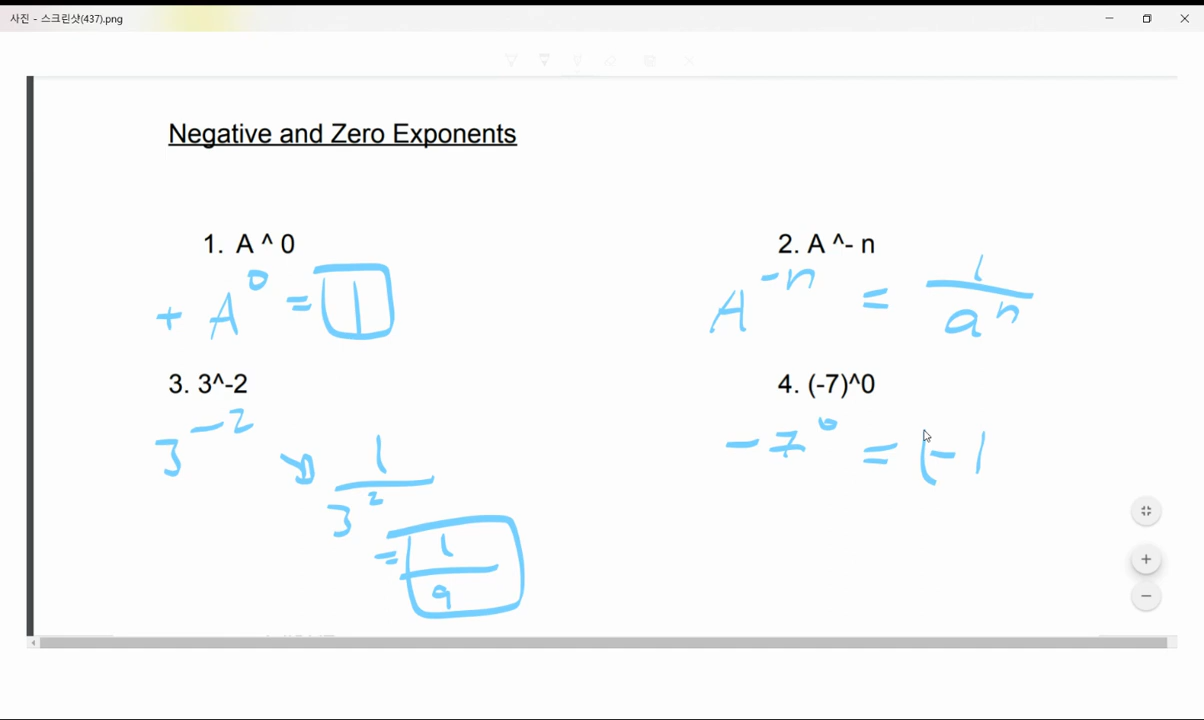 사진 - 스크린샷(437).png
Negative and Zero Exponents
1. A ^ 0
2. A ^- n
+ A^0 = 1
A^-n = 1/a^n
3. 3^-2
4. (-7)^0
3^-2 → 1/3^2
= 1/9
-7^0 = (-1